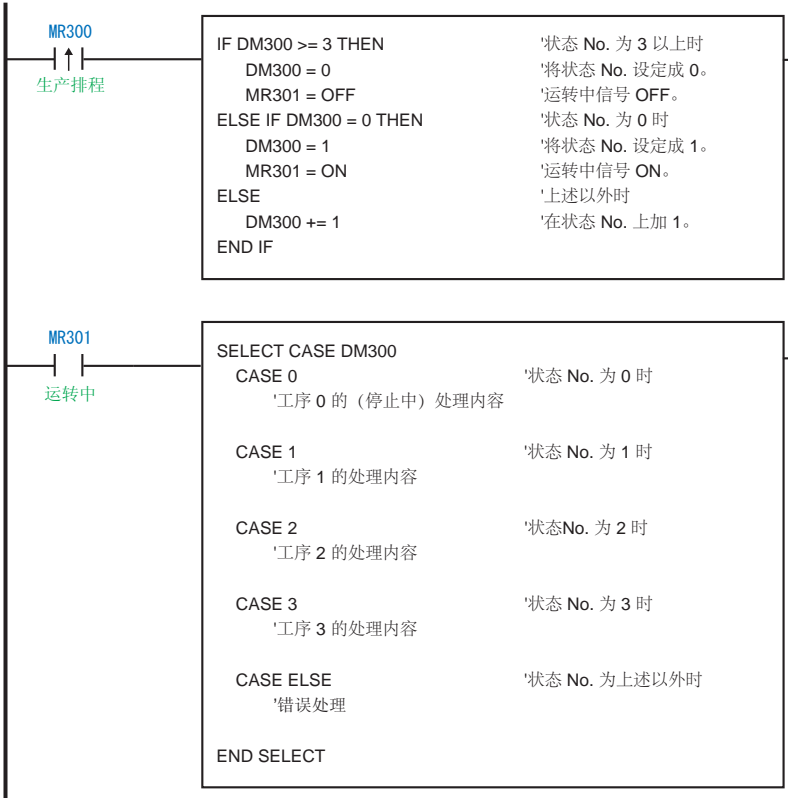 MR300
生产排程
IF DM300 >= 3 THEN '状态 No. 为 3 以上时
DM300 = 0 '将状态 No. 设定成 0。
MR301 = OFF '运转中信号 OFF。
ELSE IF DM300 = 0 THEN '状态 No. 为 0 时
DM300 = 1 '将状态 No. 设定成 1。
MR301 = ON '运转中信号 ON。
ELSE '上述以外时
DM300 += 1 '在状态 No. 上加 1。
END IF
MR301
运转中
SELECT CASE DM300
CASE 0 '状态 No. 为 0 时
'工序 0 的（停止中）处理内容
CASE 1 '状态 No. 为 1 时
'工序 1 的处理内容
CASE 2 '状态No. 为 2 时
'工序 2 的处理内容
CASE 3 '状态 No. 为 3 时
'工序 3 的处理内容
CASE ELSE '状态 No. 为上述以外时
'错误处理
END SELECT